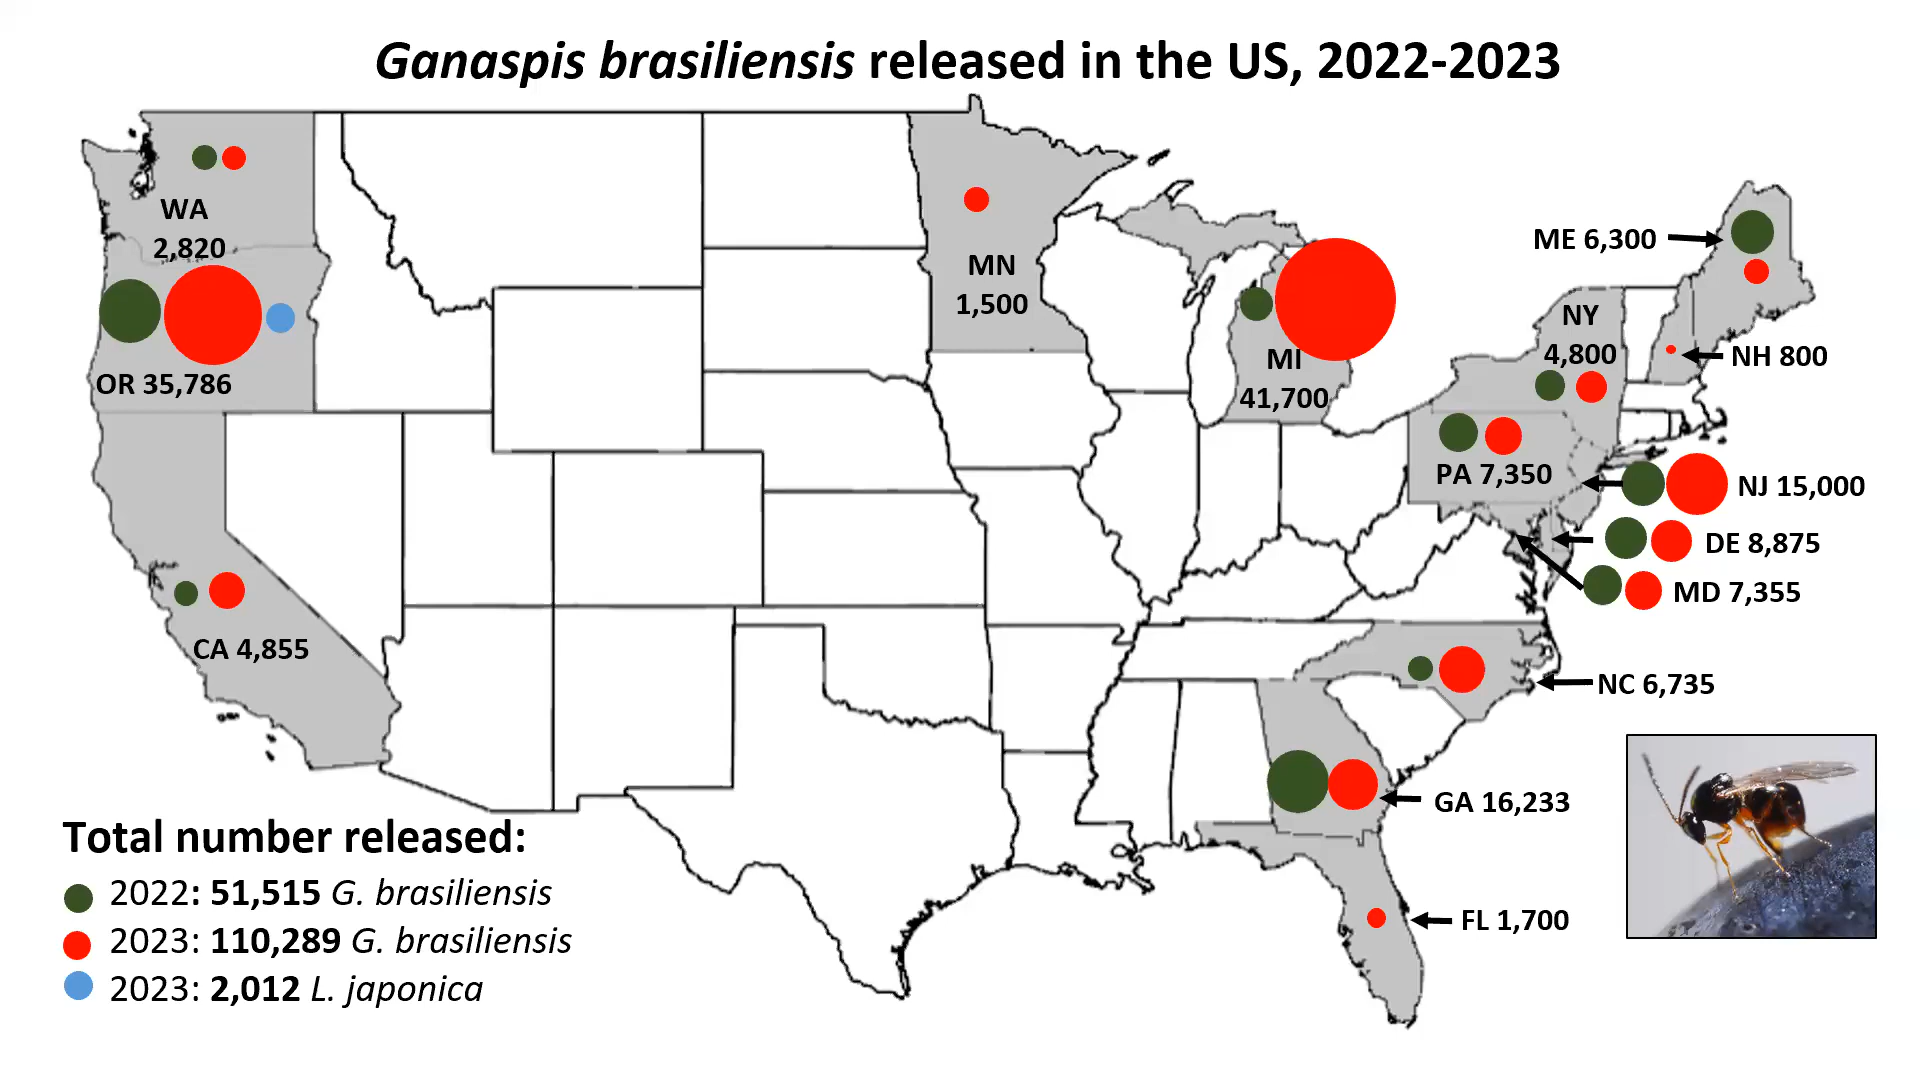 Ganaspis brasiliensis released in the US, 2022-2023
WA
2,820
OR 35,786
CA 4,855
MN
1,500
MI
41,700
ME 6,300
NY
4,800
NH 800
PA 7,350
NJ 15,000
DE 8,875
MD 7,355
NC 6,735
GA 16,233
FL 1,700
Total number released:
2022: 51,515 G. brasiliensis
2023: 110,289 G. brasiliensis
2023: 2,012 L. japonica